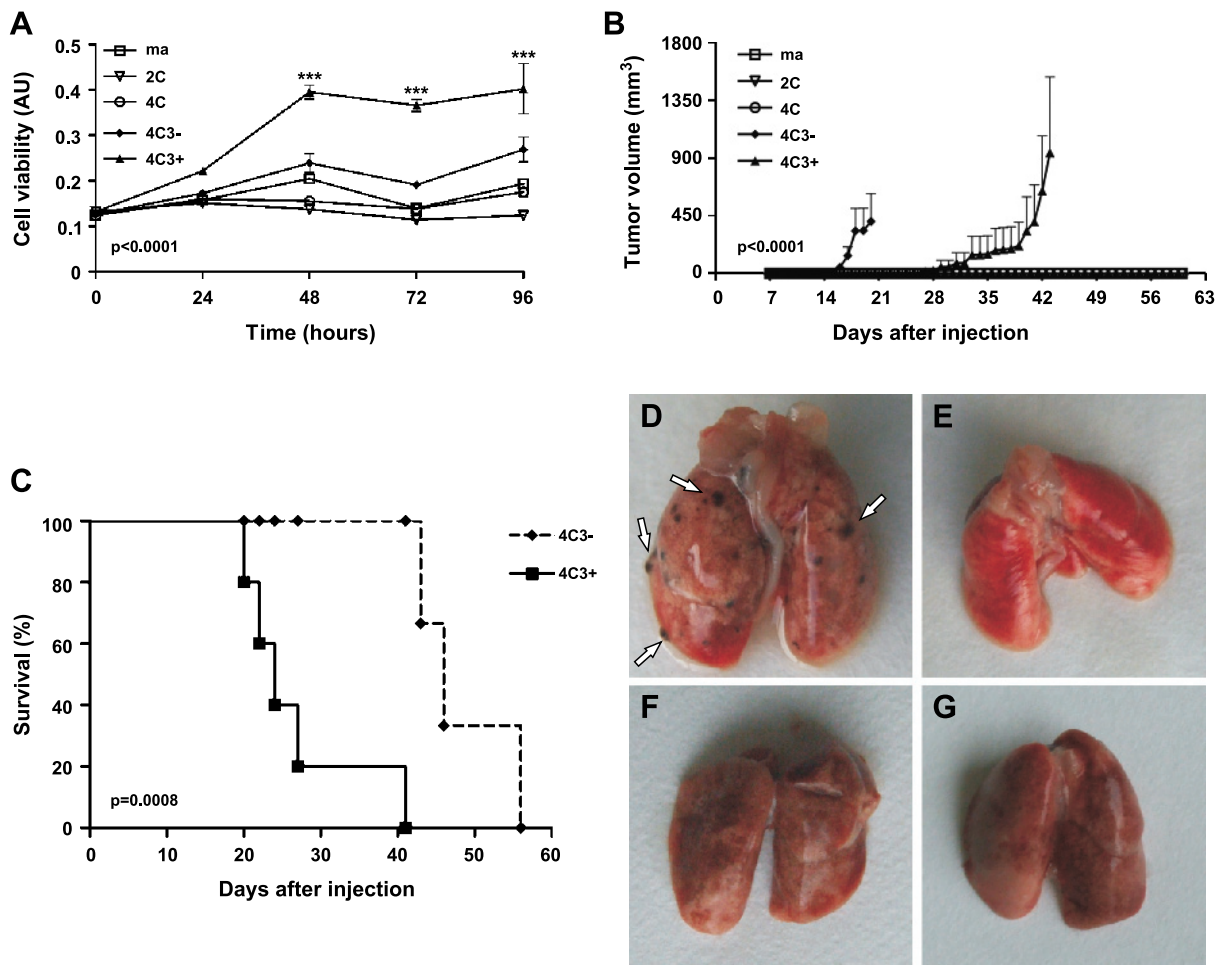 A
0.5
0.4
0.3
0.2
0.1
0
Cell viability (AU)
ma
2C
4C
4C3-
4C3+
***
***
***
p<0.0001
0 24 48 72 96
Time (hours)
B
1800
1350
900
450
0
Tumor volume (mm3)
ma
2C
4C
4C3-
4C3+
p<0.0001
0 7 14 21 28 35 42 49 56 63
Days after injection
C
100
80
60
40
20
0
Survival (%)
4C3-
4C3+
p=0.0008
0 10 20 30 40 50 60
Days after injection
D
E
F
G